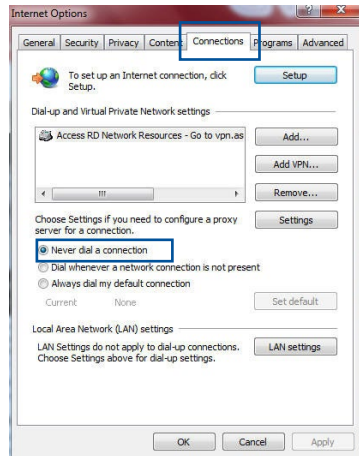 Internet Options
General Security Privacy Content Connections Programs Advanced
To set up an Internet connection, click
Setup.
Setup
Dial-up and Virtual Private Network settings
Access RD Network Resources - Go to vpn.as
Add...
Add VPN...
Remove...
Choose Settings if you need to configure a proxy
server for a connection.
Settings
Never dial a connection
Dial whenever a network connection is not present
Always dial my default connection
Current None
Set default
Local Area Network (LAN) settings
LAN Settings do not apply to dial-up connections.
Choose Settings above for dial-up settings.
LAN settings
OK Cancel Apply